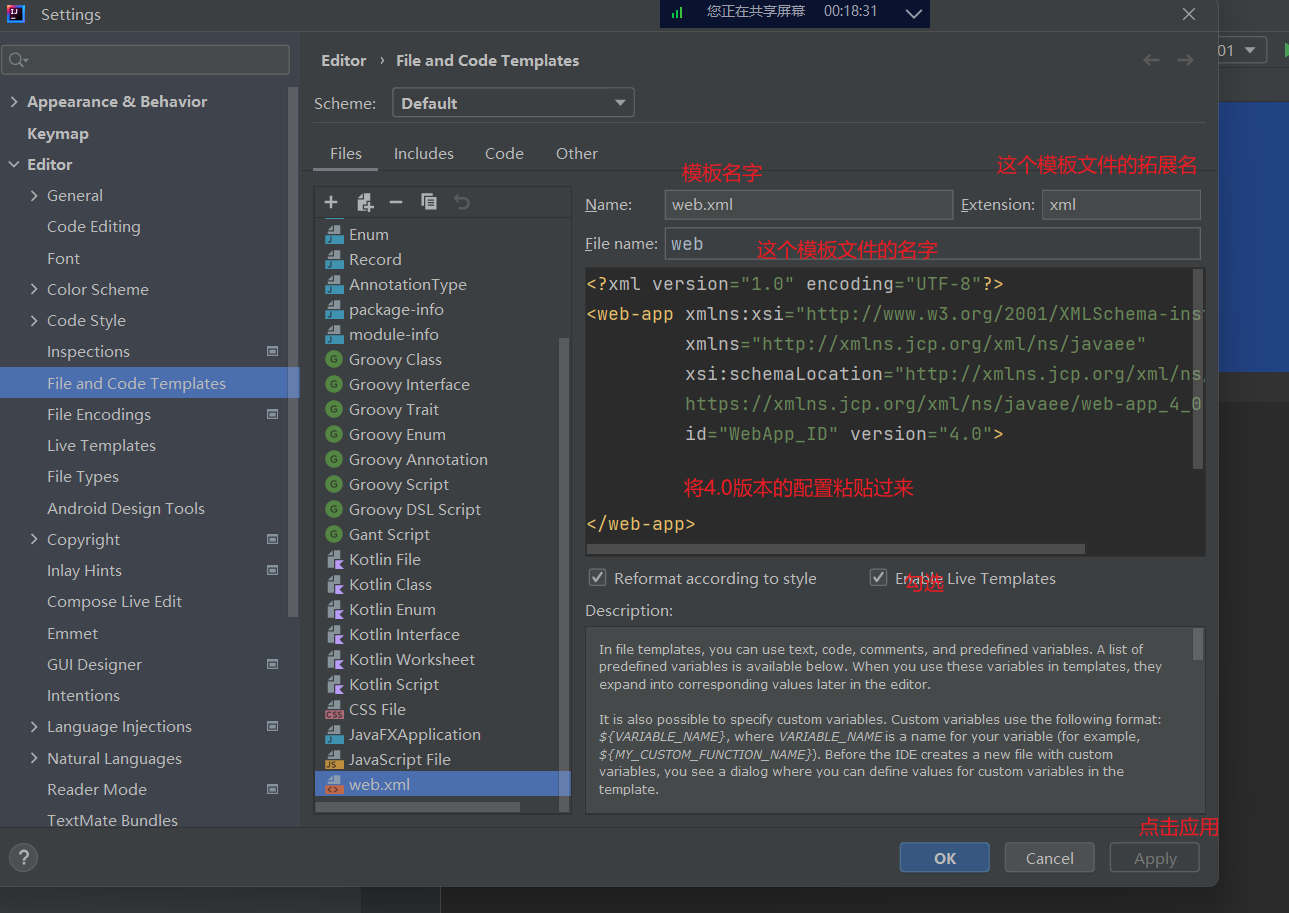 Settings
您正在共享屏幕 00:18:31
Editor › File and Code Templates
01
Scheme: Default
Appearance & Behavior
Keymap
Editor
General
Code Editing
Font
Color Scheme
Code Style
Inspections
File and Code Templates
File Encodings
Live Templates
File Types
Android Design Tools
Copyright
Inlay Hints
Compose Live Edit
Emmet
GUI Designer
Intentions
Language Injections
Natural Languages
Reader Mode
TextMate Bundles
Files Includes Code Other
Enum
Record
AnnotationType
package-info
module-info
Groovy Class
Groovy Interface
Groovy Trait
Groovy Enum
Groovy Annotation
Groovy Script
Groovy DSL Script
Gant Script
Kotlin File
Kotlin Class
Kotlin Enum
Kotlin Interface
Kotlin Worksheet
Kotlin Script
CSS File
JavaFXApplication
JavaScript File
web.xml
模板名字
这个模板文件的拓展名
Name: web.xml Extension: xml
File name: web
这个模板文件的名字
<?xml version="1.0" encoding="UTF-8"?>
<web-app xmlns:xsi="http://www.w3.org/2001/XMLSchema-ins
xmlns="http://xmlns.jcp.org/xml/ns/javaee"
xsi:schemaLocation="http://xmlns.jcp.org/xml/ns/
https://xmlns.jcp.org/xml/ns/javaee/web-app_4_0
id="WebApp_ID" version="4.0">
将4.0版本的配置粘贴过来
</web-app>
Reformat according to style Enable Live Templates
勾选
Description:
In file templates, you can use text, code, comments, and predefined variables. A list of
predefined variables is available below. When you use these variables in templates, they
expand into corresponding values later in the editor.
It is also possible to specify custom variables. Custom variables use the following format:
${VARIABLE_NAME}, where VARIABLE_NAME is a name for your variable (for example,
${MY_CUSTOM_FUNCTION_NAME}). Before the IDE creates a new file with custom
variables, you see a dialog where you can define values for custom variables in the
template.
点击应用
? OK Cancel Apply